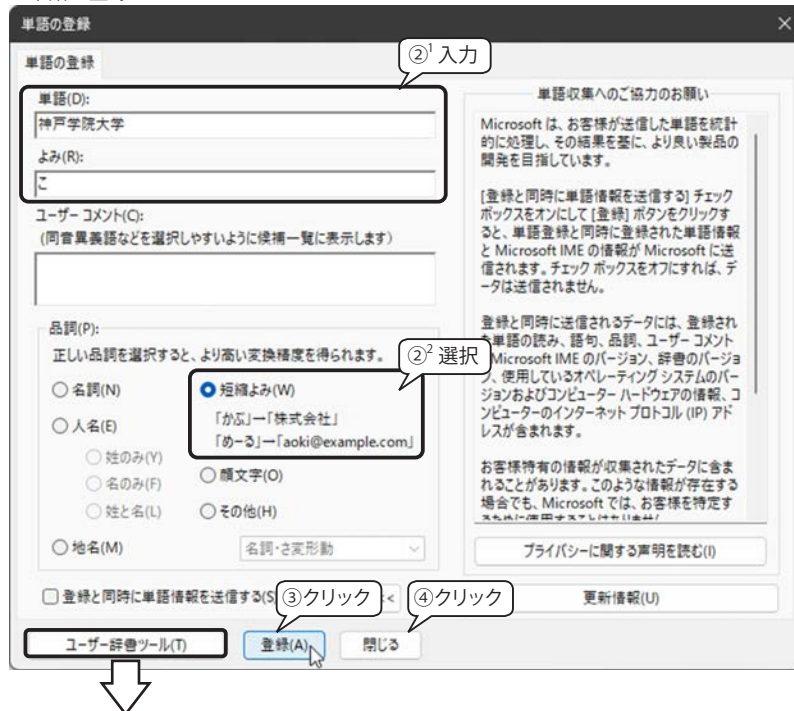 単語の登録
②¹入力
単語の登録
単語(D):
神戸学院大学
よみ(R):
こ
ユーザー コメント(C):
(同音異義語などを選択しやすいように候補一覧に表示します)
品詞(P):
正しい品詞を選択すると、より高い変換精度を得られます。
②²選択
名詞(N)
短縮よみ(W)
「かぶ」→「株式会社」
「めーる」→「aoki@example.com」
人名(E)
姓のみ(Y)
名のみ(F)
姓と名(L)
顔文字(O)
その他(H)
地名(M)
名詞・さ変形動
登録と同時に単語情報を送信する(S)
③クリック
<
④クリック
ユーザー辞書ツール(T)
登録(A)
閉じる
単語収集へのご協力のお願い
Microsoft は、お客様が送信した単語を統計
的に処理し、その結果を基に、より良い製品の
開発を目指しています。
[登録と同時に単語情報を送信する] チェック
ボックスをオンにして [登録] ボタンをクリックす
ると、単語登録と同時に登録された単語情報
と Microsoft IME の情報が Microsoft に送
信されます。チェック ボックスをオフにすれば、デ
ータは送信されません。
登録と同時に送信されるデータには、登録され
た単語の読み、語句、品詞、ユーザー コメント
Microsoft IME のバージョン、辞書のバージョ
ン、使用しているオペレーティング システムのバー
ジョンおよびコンピューター ハードウェアの情報、コ
ンピューターのインターネット プロトコル (IP) アド
レスが含まれます。
お客様特有の情報が収集されたデータに含ま
れることがあります。このような情報が存在する
場合でも、Microsoft では、お客様を特定す
るために使用することはありません
プライバシーに関する声明を読む(I)
更新情報(U)